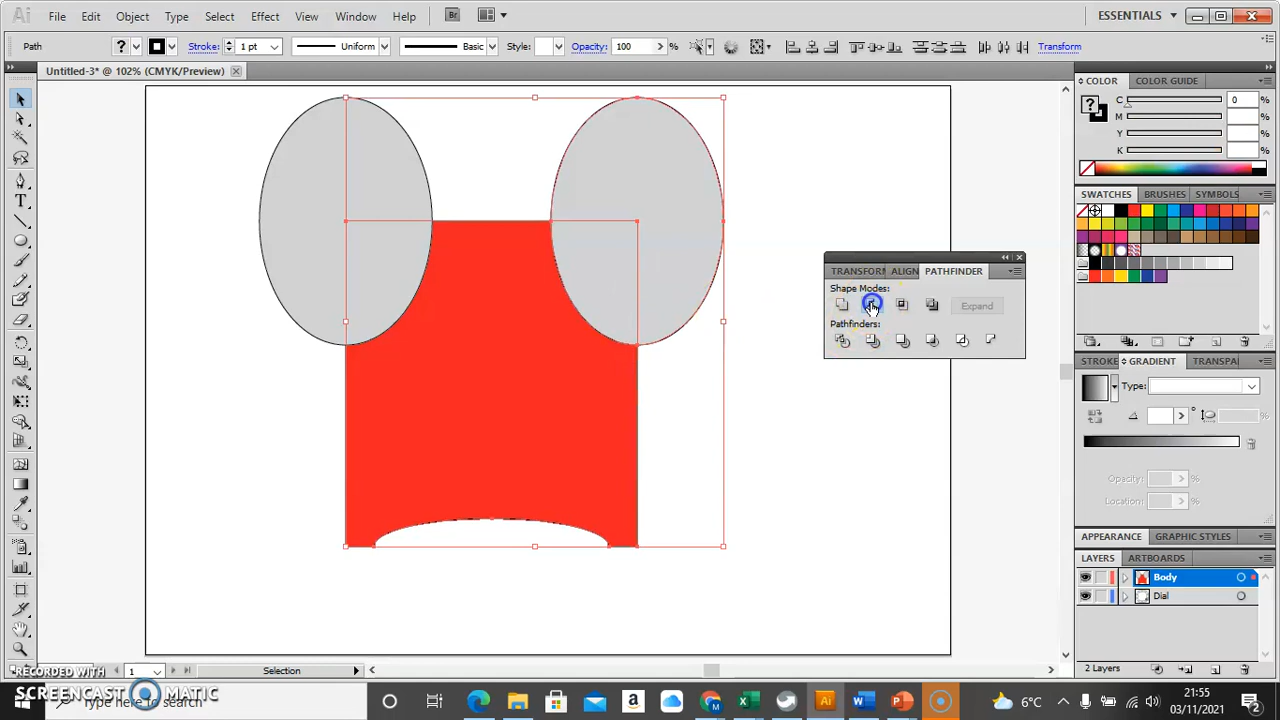 Ai File Edit Object Type Select Effect View Window Help Br ESSENTIALS
Path ? Stroke: 1 pt Uniform Basic Style: Opacity: 100 % Transform
Untitled-3* @ 102% (CMYK/Preview)
COLOR COLOR GUIDE
? C 0 %
M %
Y %
K %
SWATCHES BRUSHES SYMBOLS
TRANSFORM ALIGN PATHFINDER
Shape Modes:
Expand
Pathfinders:
STROKE GRADIENT TRANSPA
Type:
%
Opacity: %
Location: %
APPEARANCE GRAPHIC STYLES
LAYERS ARTBOARDS
Body
Dial
2 Layers
1 Selection
RECORDED WITH
SCREENCAST MATIC
Type here to search
6°C
21:55
03/11/2021
2